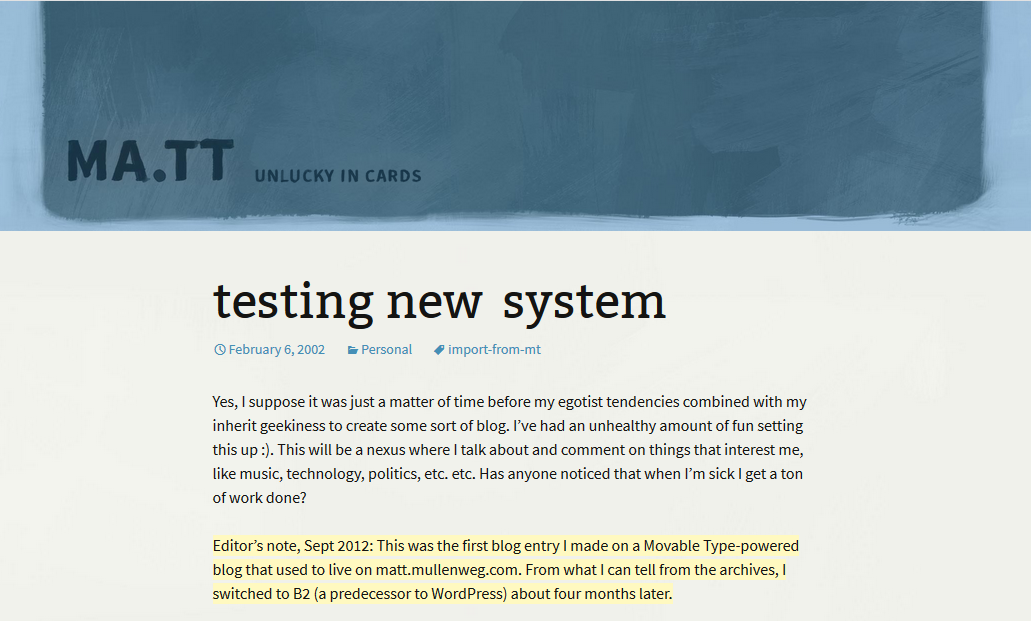 MA.TT UNLUCKY IN CARDS
testing new system
February 6, 2002 Personal import-from-mt
Yes, I suppose it was just a matter of time before my egotist tendencies combined with my
inherit geekiness to create some sort of blog. I’ve had an unhealthy amount of fun setting
this up :). This will be a nexus where I talk about and comment on things that interest me,
like music, technology, politics, etc. etc. Has anyone noticed that when I’m sick I get a ton
of work done?
Editor’s note, Sept 2012: This was the first blog entry I made on a Movable Type-powered
blog that used to live on matt.mullenweg.com. From what I can tell from the archives, I
switched to B2 (a predecessor to WordPress) about four months later.